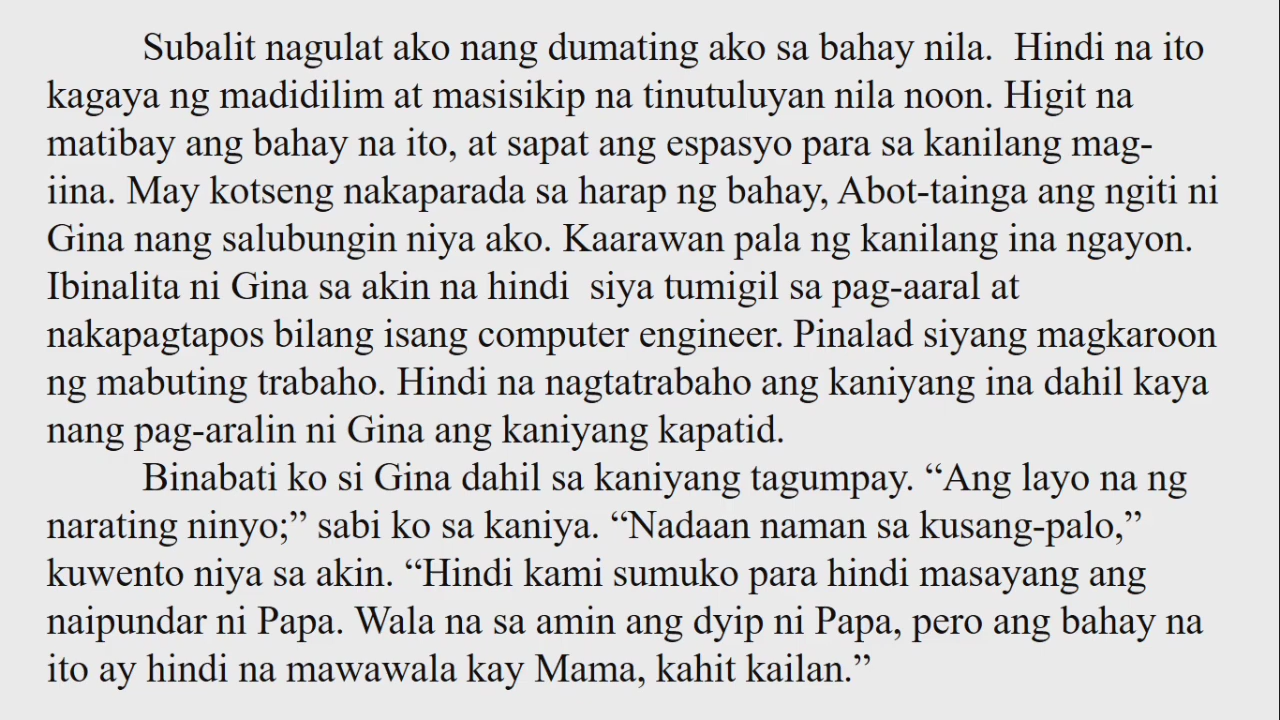 Subalit nagulat ako nang dumating ako sa bahay nila.  Hindi na ito
kagaya ng madidilim at masisikip na tinutuluyan nila noon. Higit na
matibay ang bahay na ito, at sapat ang espasyo para sa kanilang mag-
iina. May kotseng nakaparada sa harap ng bahay, Abot-tainga ang ngiti ni
Gina nang salubungin niya ako. Kaarawan pala ng kanilang ina ngayon.
Ibinalita ni Gina sa akin na hindi  siya tumigil sa pag-aaral at
nakapagtapos bilang isang computer engineer. Pinalad siyang magkaroon
ng mabuting trabaho. Hindi na nagtatrabaho ang kaniyang ina dahil kaya
nang pag-aralin ni Gina ang kaniyang kapatid.
Binabati ko si Gina dahil sa kaniyang tagumpay. “Ang layo na ng
narating ninyo;” sabi ko sa kaniya. “Nadaan naman sa kusang-palo,”
kuwento niya sa akin. “Hindi kami sumuko para hindi masayang ang
naipundar ni Papa. Wala na sa amin ang dyip ni Papa, pero ang bahay na
ito ay hindi na mawawala kay Mama, kahit kailan.”